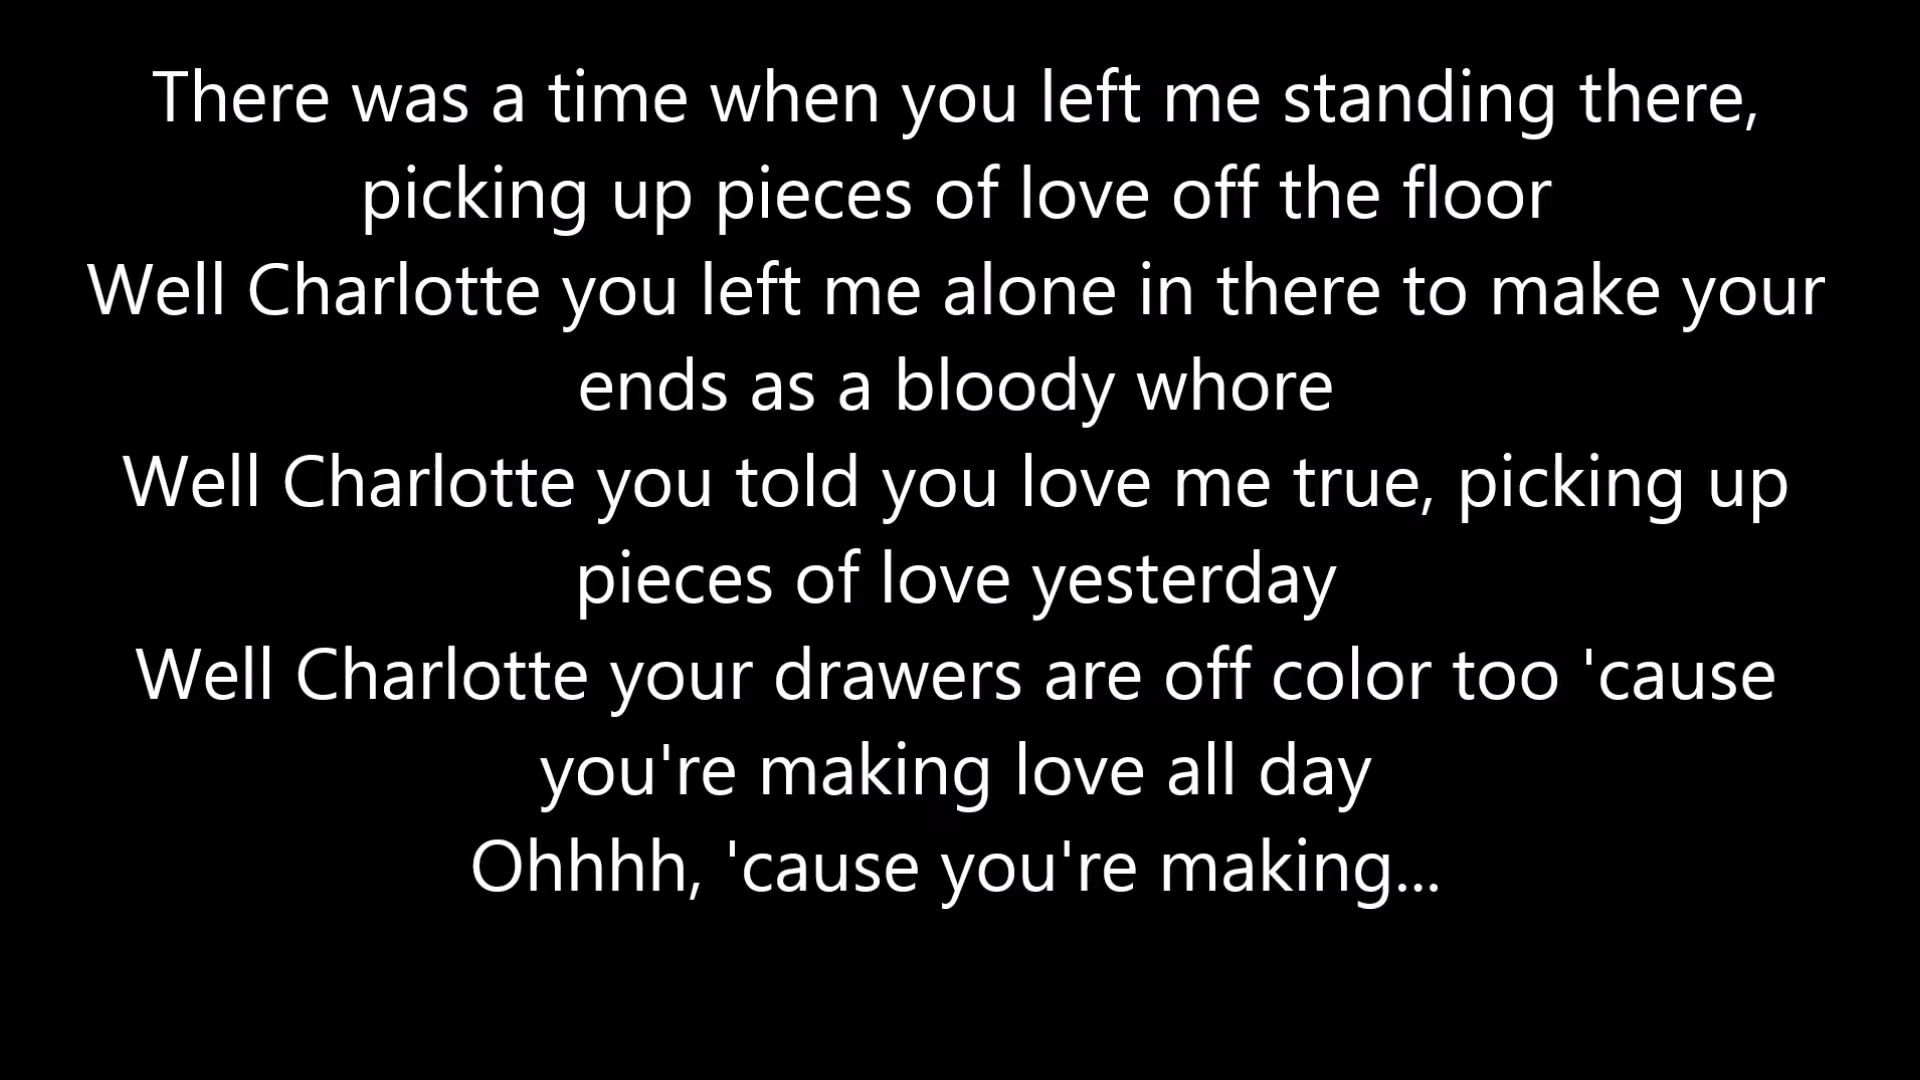 There was a time when you left me standing there,
picking up pieces of love off the floor
Well Charlotte you left me alone in there to make your
ends as a bloody whore
Well Charlotte you told you love me true, picking up
pieces of love yesterday
Well Charlotte your drawers are off color too 'cause
you're making love all day
Ohhhh, 'cause you're making...